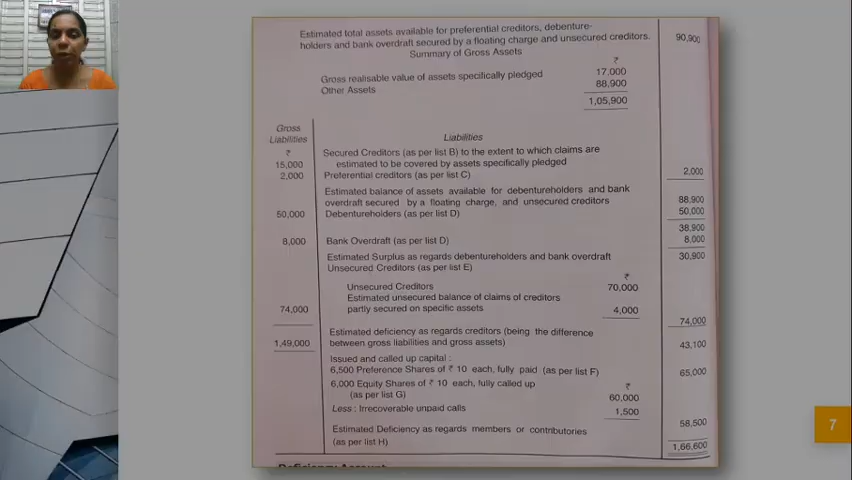 Estimated total assets available for preferential creditors, debenture-
holders and bank overdraft secured by a floating charge and unsecured creditors. 90,900
Summary of Gross Assets
₹
Gross realisable value of assets specifically pledged 17,000
Other Assets 88,900
1,05,900
Gross
Liabilities Liabilities
₹ Secured Creditors (as per list B) to the extent to which claims are
15,000 estimated to be covered by assets specifically pledged
2,000 Preferential creditors (as per list C) 2,000
Estimated balance of assets available for debentureholders and bank
overdraft secured by a floating charge, and unsecured creditors 88,900
50,000 Debentureholders (as per list D) 50,000
38,900
8,000 Bank Overdraft (as per list D) 8,000
Estimated Surplus as regards debentureholders and bank overdraft 30,900
Unsecured Creditors (as per list E) ₹
Unsecured Creditors 70,000
Estimated unsecured balance of claims of creditors
74,000 partly secured on specific assets 4,000
74,000
Estimated deficiency as regards creditors (being the difference
1,49,000 between gross liabilities and gross assets) 43,100
Issued and called up capital :
6,500 Preference Shares of ₹ 10 each, fully paid (as per list F) 65,000
6,000 Equity Shares of ₹ 10 each, fully called up ₹
(as per list G) 60,000
Less : Irrecoverable unpaid calls 1,500
58,500
Estimated Deficiency as regards members or contributories
(as per list H) 1,66,600
Deficiency Account
7